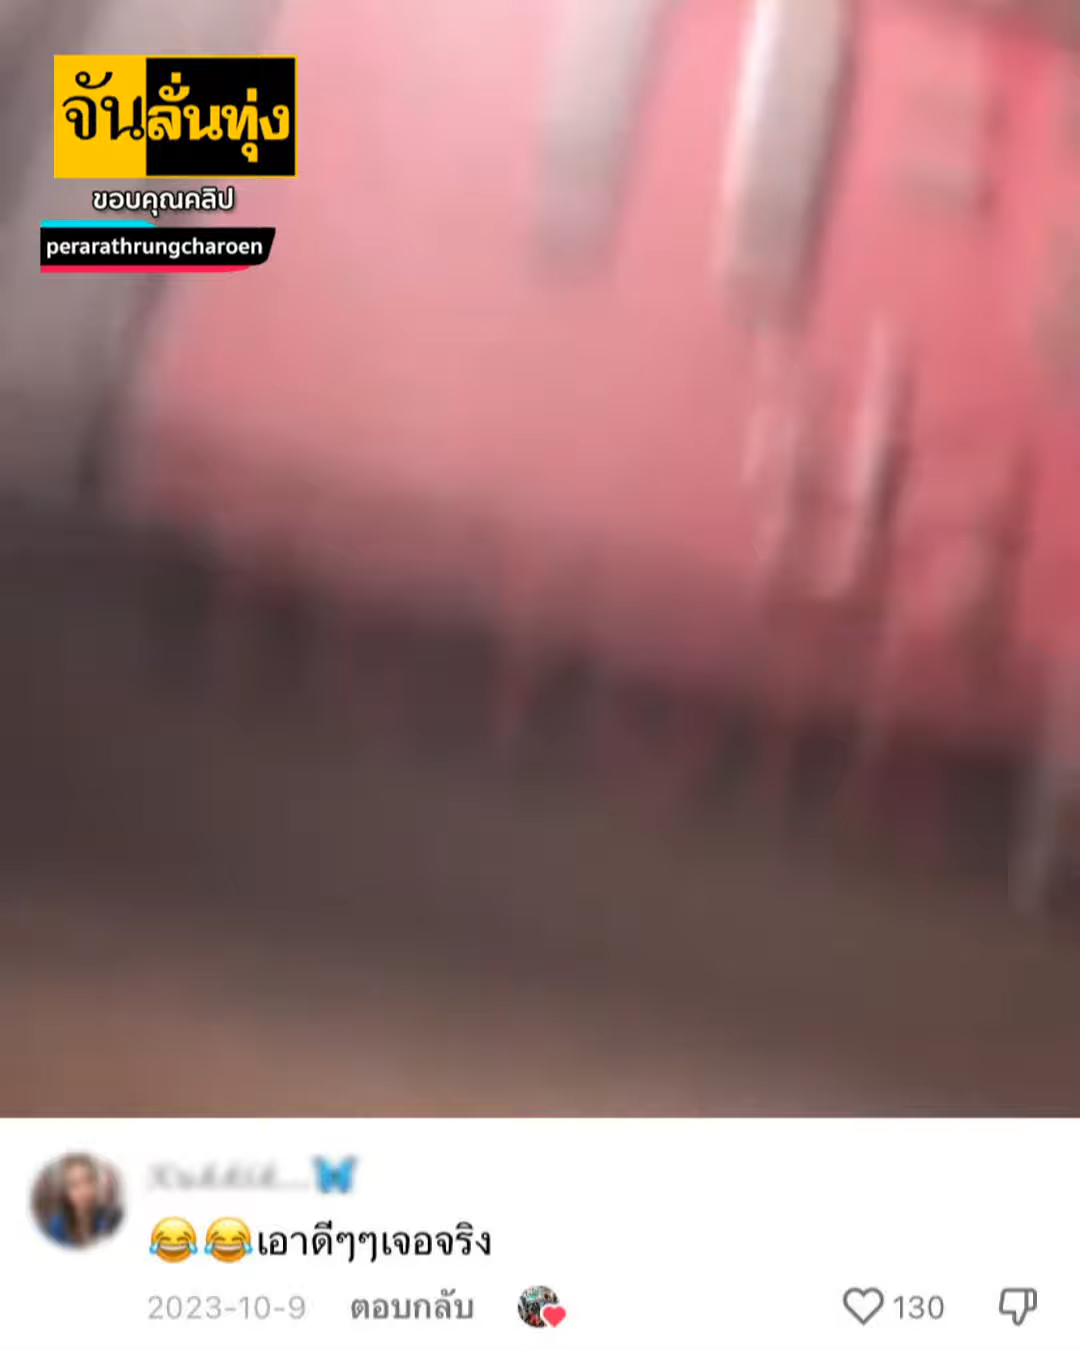 จันลั่นทุ่ง
ขอบคุณคลิป
perarathrungcharoen
😂😂เอาดีๆๆเจอจริง
2023-10-9 ตอบกลับ 130